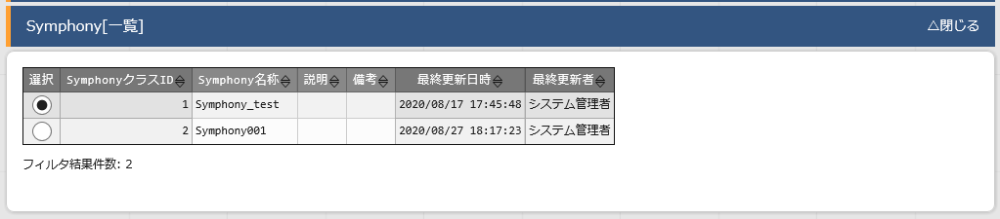 Symphony[一覧] △閉じる
選択 SymphonyクラスID Symphony名称 説明 備考 最終更新日時 最終更新者
1 Symphony_test 2020/08/17 17:45:48 システム管理者
2 Symphony001 2020/08/27 18:17:23 システム管理者
フィルタ結果件数: 2